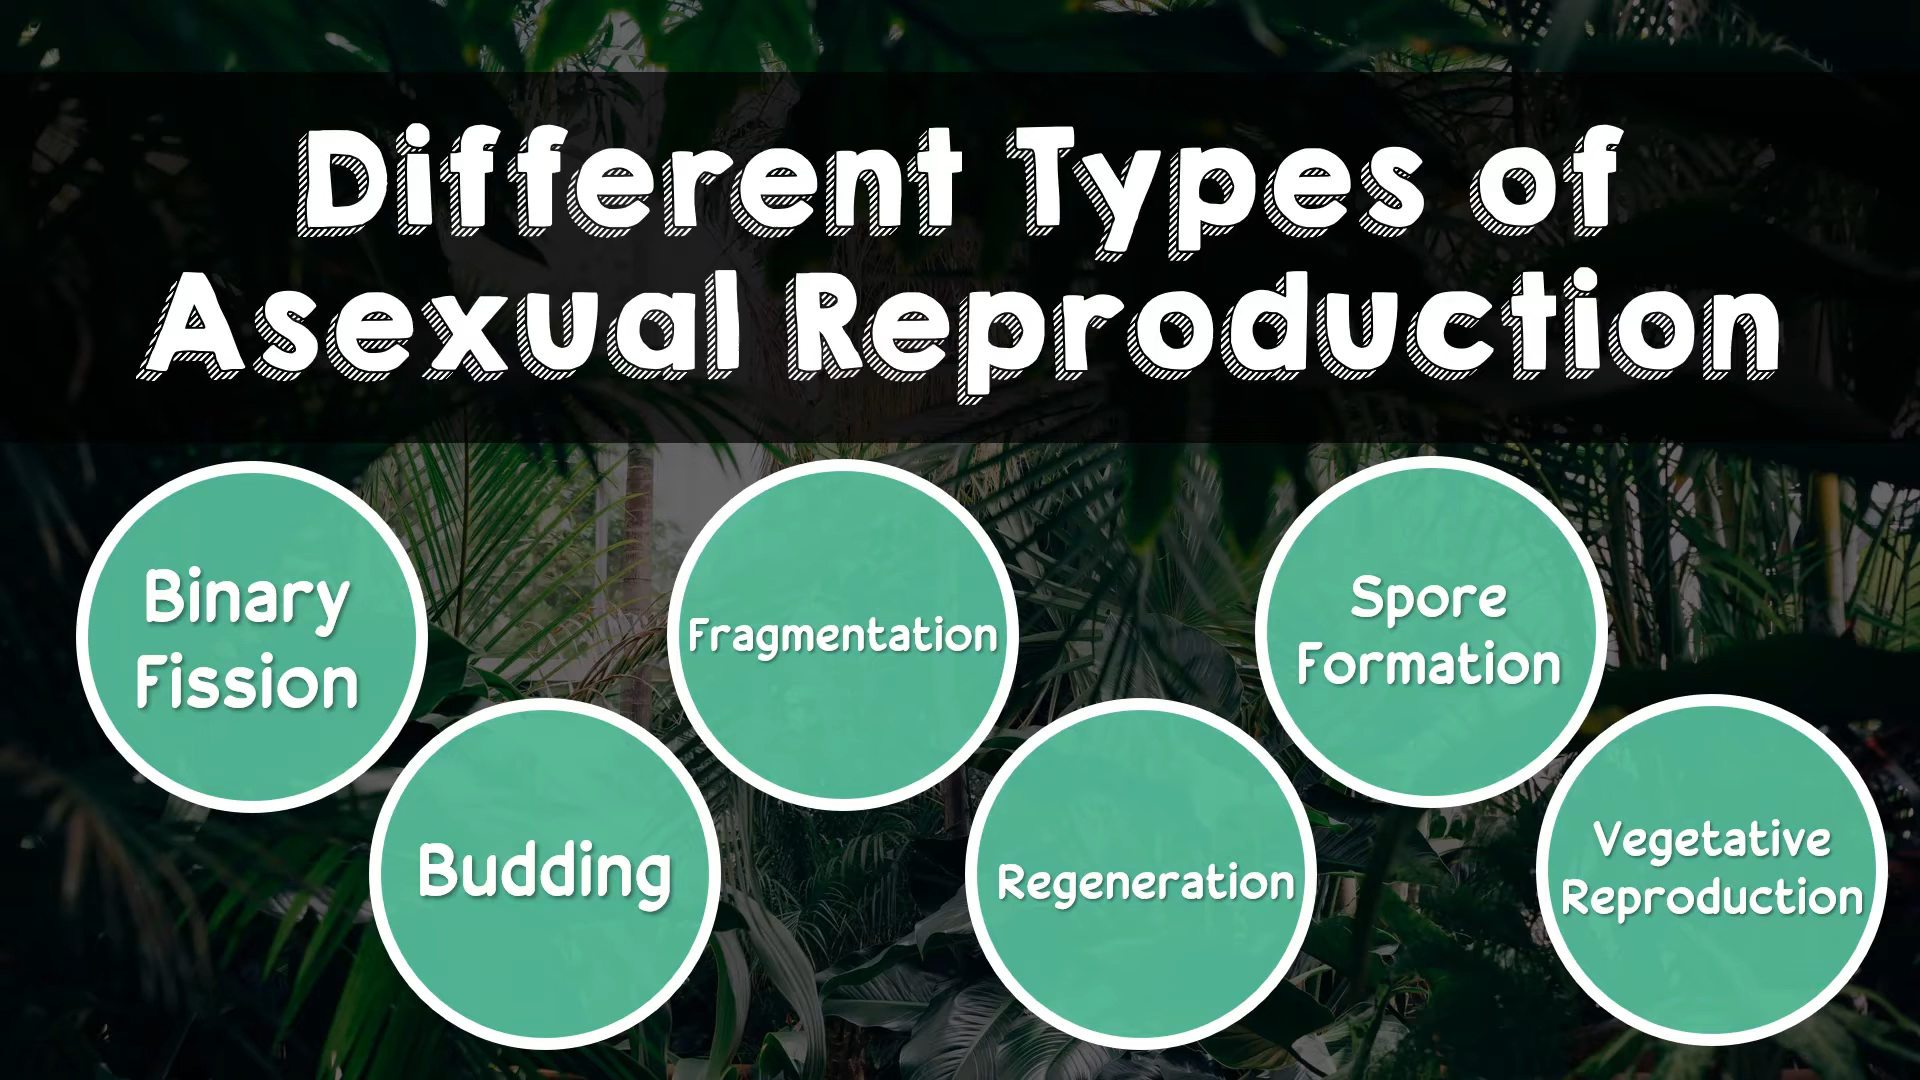 Different Types of
Asexual Reproduction
Binary
Fission
Budding
Fragmentation
Regeneration
Spore
Formation
Vegetative
Reproduction